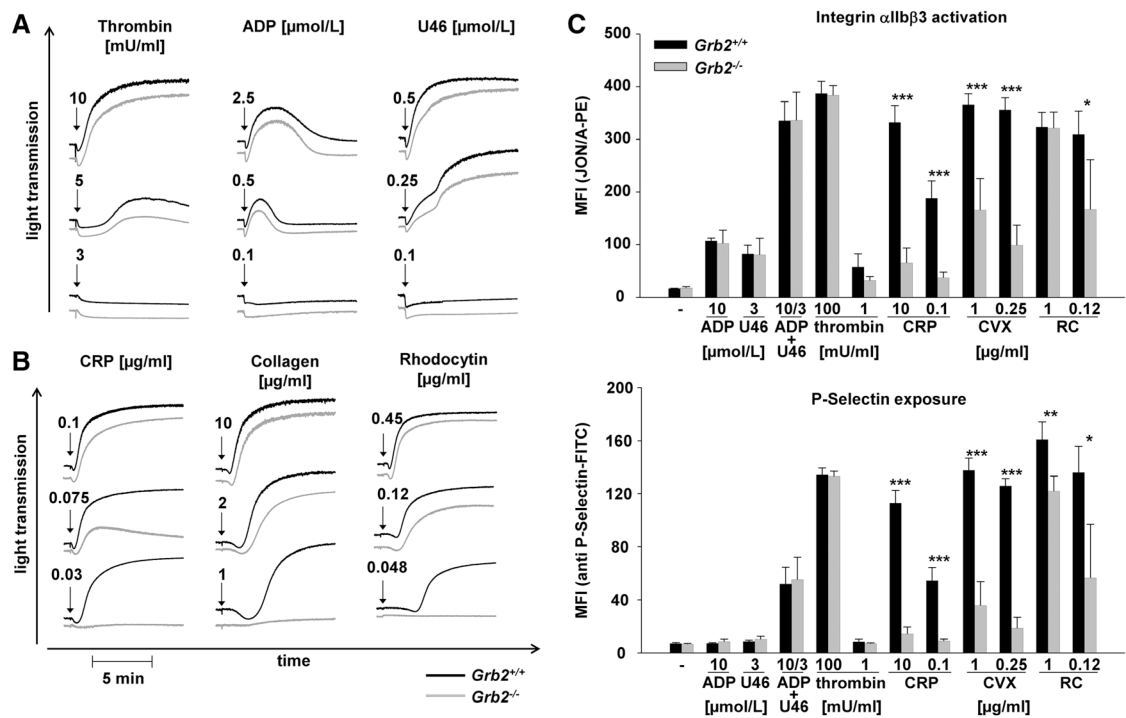 A
Thrombin
[mU/ml]
ADP [µmol/L]
U46 [µmol/L]
light transmission
10
2.5
0.5
5
0.5
0.25
3
0.1
0.1
B
CRP [µg/ml]
Collagen
[µg/ml]
Rhodocytin
[µg/ml]
light transmission
0.1
10
0.45
0.075
2
0.12
0.03
1
0.048
time
5 min
Grb2+/+
Grb2-/-
C
Integrin αIIbβ3 activation
Grb2+/+
Grb2-/-
MFI (JON/A-PE)
500
400
300
200
100
0
*** *** *** *** *
- 10 3 10/3 100 1 10 0.1 1 0.25 1 0.12
ADP U46 ADP thrombin CRP CVX RC
+
[µmol/L] U46 [mU/ml] [µg/ml]
P-Selectin exposure
MFI (anti P-Selectin-FITC)
200
160
120
80
40
0
*** *** *** *** ** *
- 10 3 10/3 100 1 10 0.1 1 0.25 1 0.12
ADP U46 ADP thrombin CRP CVX RC
+
[µmol/L] U46 [mU/ml] [µg/ml]